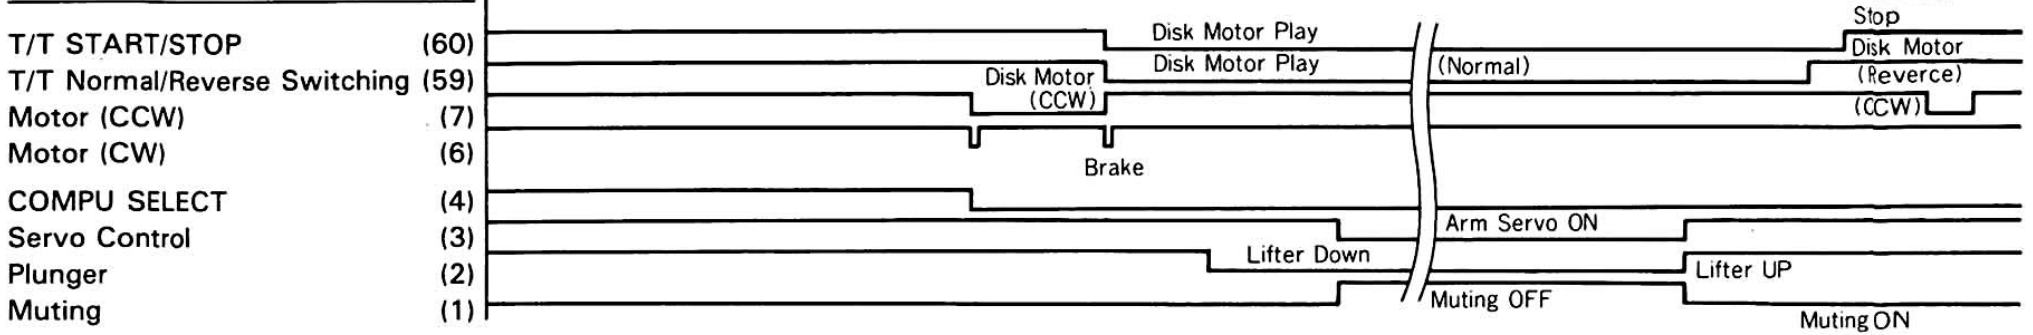 Stop
T/T START/STOP (60) Disk Motor Play Disk Motor
T/T Normal/Reverse Switching (59) Disk Motor Disk Motor Play (Normal) (Reverce)
Motor (CCW) (7) (CCW) (CCW)
Motor (CW) (6) Brake
COMPU SELECT (4)
Servo Control (3) Arm Servo ON
Plunger (2) Lifter Down Lifter UP
Muting (1) Muting OFF Muting ON